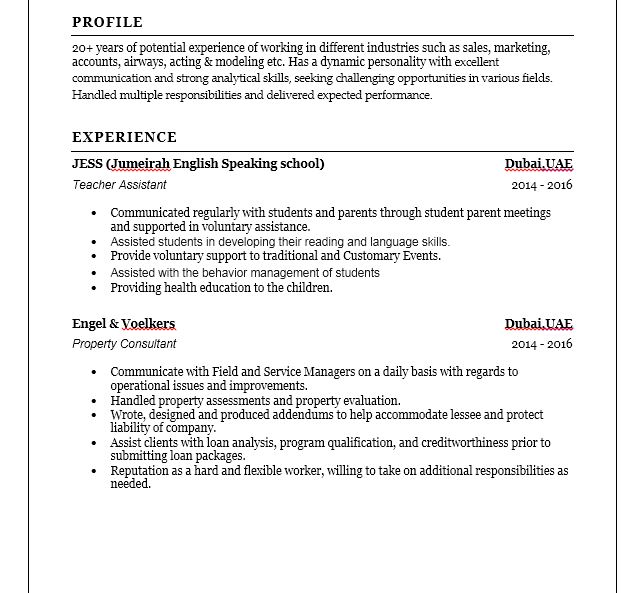 PROFILE
20+ years of potential experience of working in different industries such as sales, marketing,
accounts, airways, acting & modeling etc. Has a dynamic personality with excellent
communication and strong analytical skills, seeking challenging opportunities in various fields.
Handled multiple responsibilities and delivered expected performance.
EXPERIENCE
JESS (Jumeirah English Speaking school) Dubai,UAE
Teacher Assistant 2014 - 2016
• Communicated regularly with students and parents through student parent meetings
and supported in voluntary assistance.
• Assisted students in developing their reading and language skills.
• Provide voluntary support to traditional and Customary Events.
• Assisted with the behavior management of students
• Providing health education to the children.
Engel & Voelkers Dubai,UAE
Property Consultant 2014 - 2016
• Communicate with Field and Service Managers on a daily basis with regards to
operational issues and improvements.
• Handled property assessments and property evaluation.
• Wrote, designed and produced addendums to help accommodate lessee and protect
liability of company.
• Assist clients with loan analysis, program qualification, and creditworthiness prior to
submitting loan packages.
• Reputation as a hard and flexible worker, willing to take on additional responsibilities as
needed.